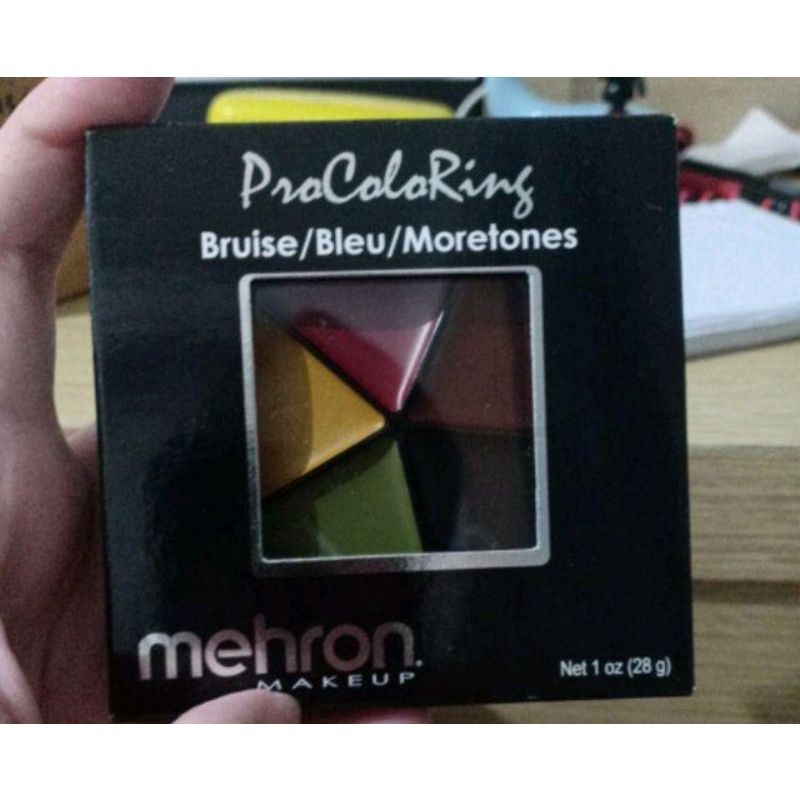 ProColoRing
Bruise/Bleu/Moretones
mehron.
MAKEUP
Net 1 oz (28 g)